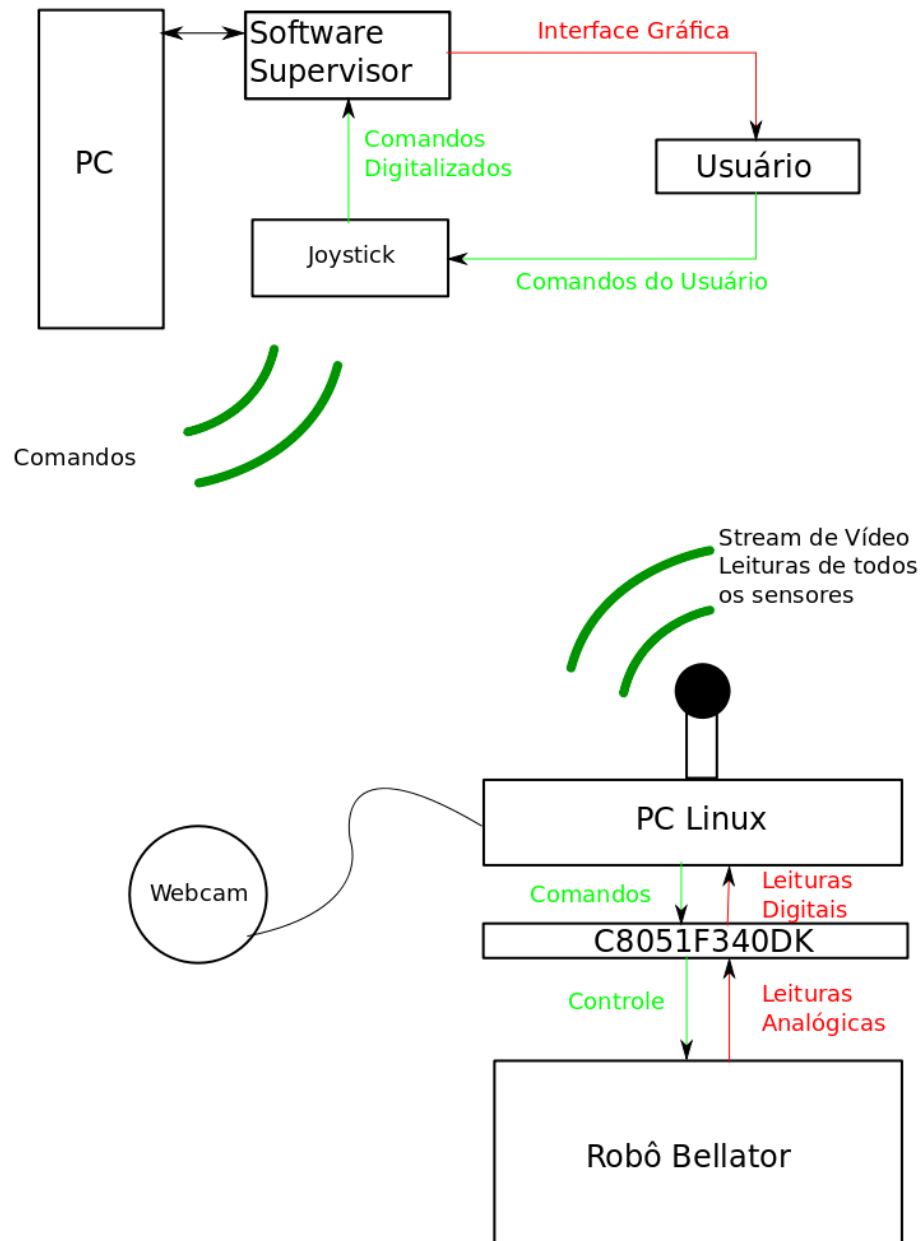 Software
Supervisor
Interface Gráfica
PC
Comandos
Digitalizados
Usuário
Joystick
Comandos do Usuário
Comandos
Stream de Vídeo
Leituras de todos
os sensores
PC Linux
Webcam
Comandos
Leituras
Digitais
C8051F340DK
Controle
Leituras
Analógicas
Robô Bellator